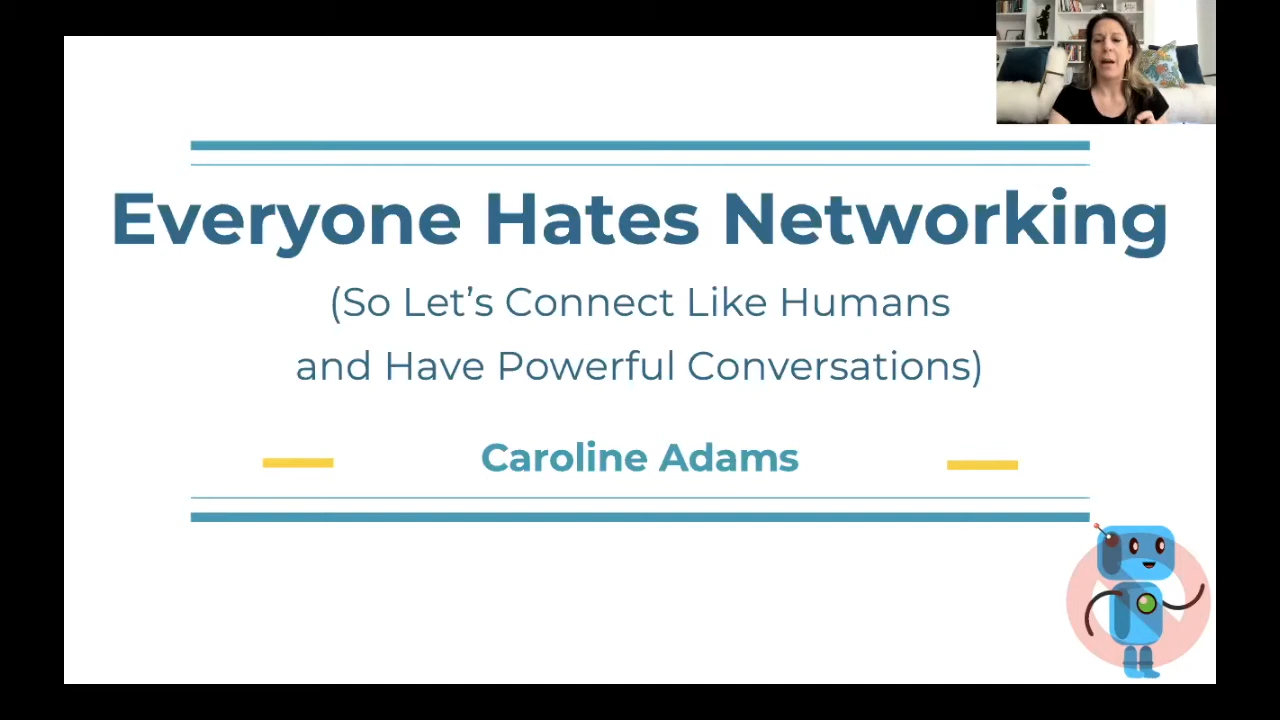 Everyone Hates Networking
(So Let’s Connect Like Humans
and Have Powerful Conversations)
Caroline Adams